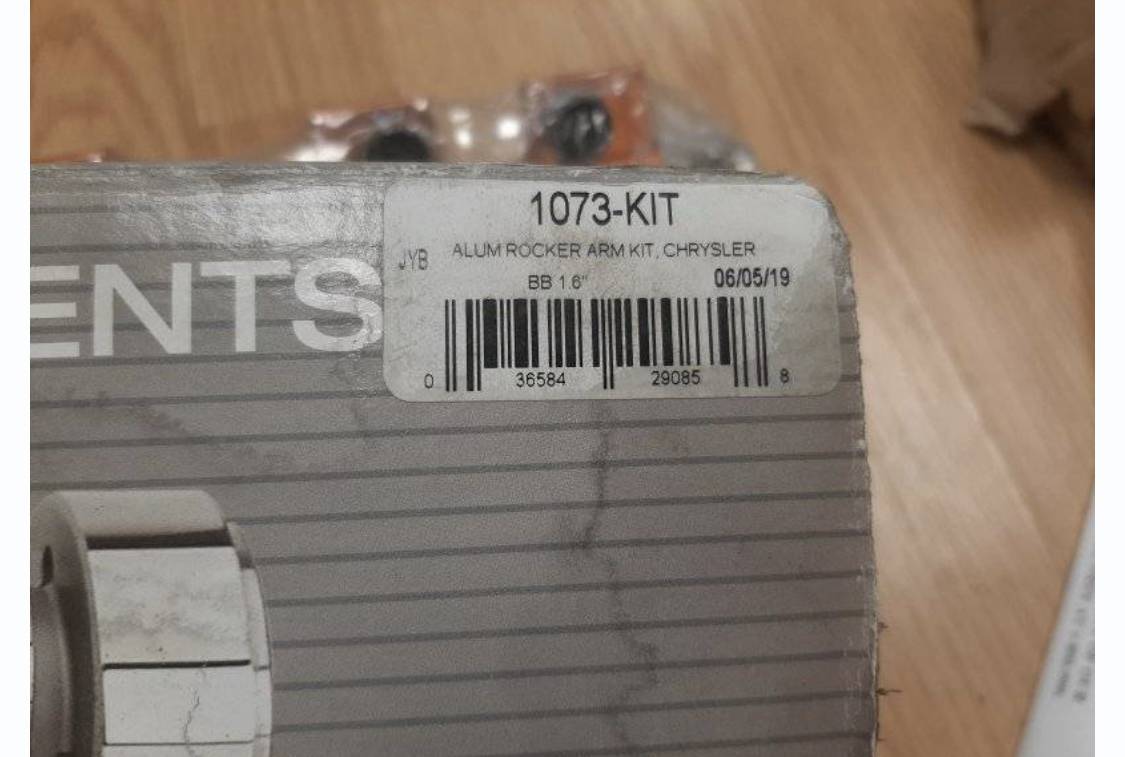 1073-KIT
JYB
ALUM ROCKER ARM KIT, CHRYSLER
BB 1.6" 06/05/19
ENTS
0 36584 29085 8